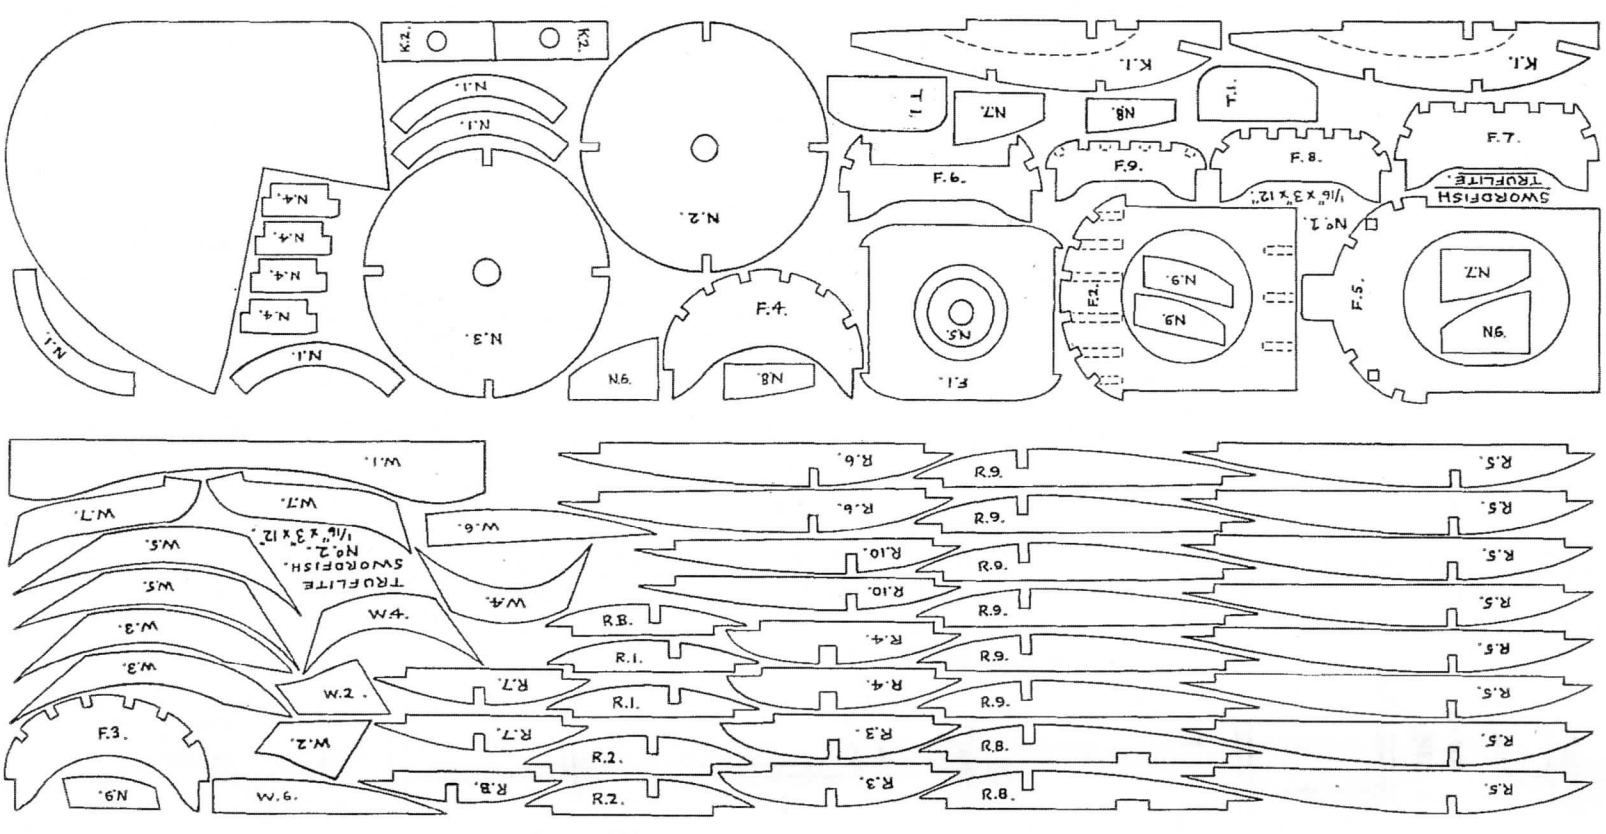 K.2. K.2.
N.1.
N.1.
N.2.
N.3.
N.4.
N.4.
N.4.
N.4.
N.1.
N.1.
K.1. K.1.
T.1. N.7. N.8. T.1.
F.6. F.9. F.8. F.7.
SWORDFISH
TRUFLITE.
Nº 1.
1/16" x 3" x 12".
F.4.
N.9. N.8.
N.5
F.1.
F.2.
N.9.
N.9.
F.5.
N.7.
N.9.
W.1.
W.7. W.7.
W.6.
W.5.
W.5.
W.3.
W.3.
TRUFLITE
SWORDFISH.
Nº 2.
1/16" x 3" x 12"
W.4.
W.4.
W.2.
W.2.
F.3.
N.9.
W.6.
R.6. R.9. R.5.
R.6. R.9. R.5.
R.10. R.9. R.5.
R.10. R.9. R.5.
R.B. R.4. R.9. R.5.
R.1.
R.7. R.1. R.4. R.9. R.5.
R.7. R.2. R.3. R.8. R.5.
R.B. R.2. R.3. R.8. R.5.